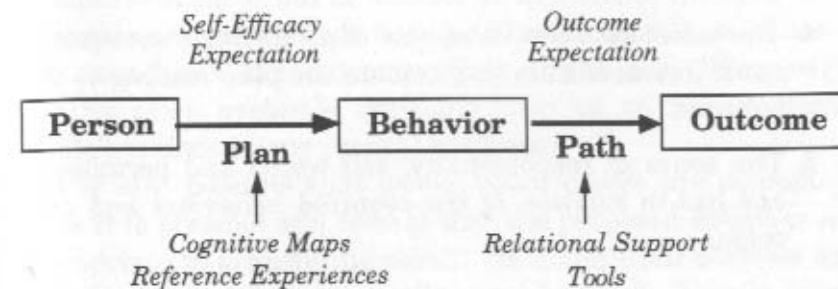 Self-Efficacy
Expectation
Outcome
Expectation
Person
Behavior
Outcome
Plan
Path
Cognitive Maps
Reference Experiences
Relational Support
Tools